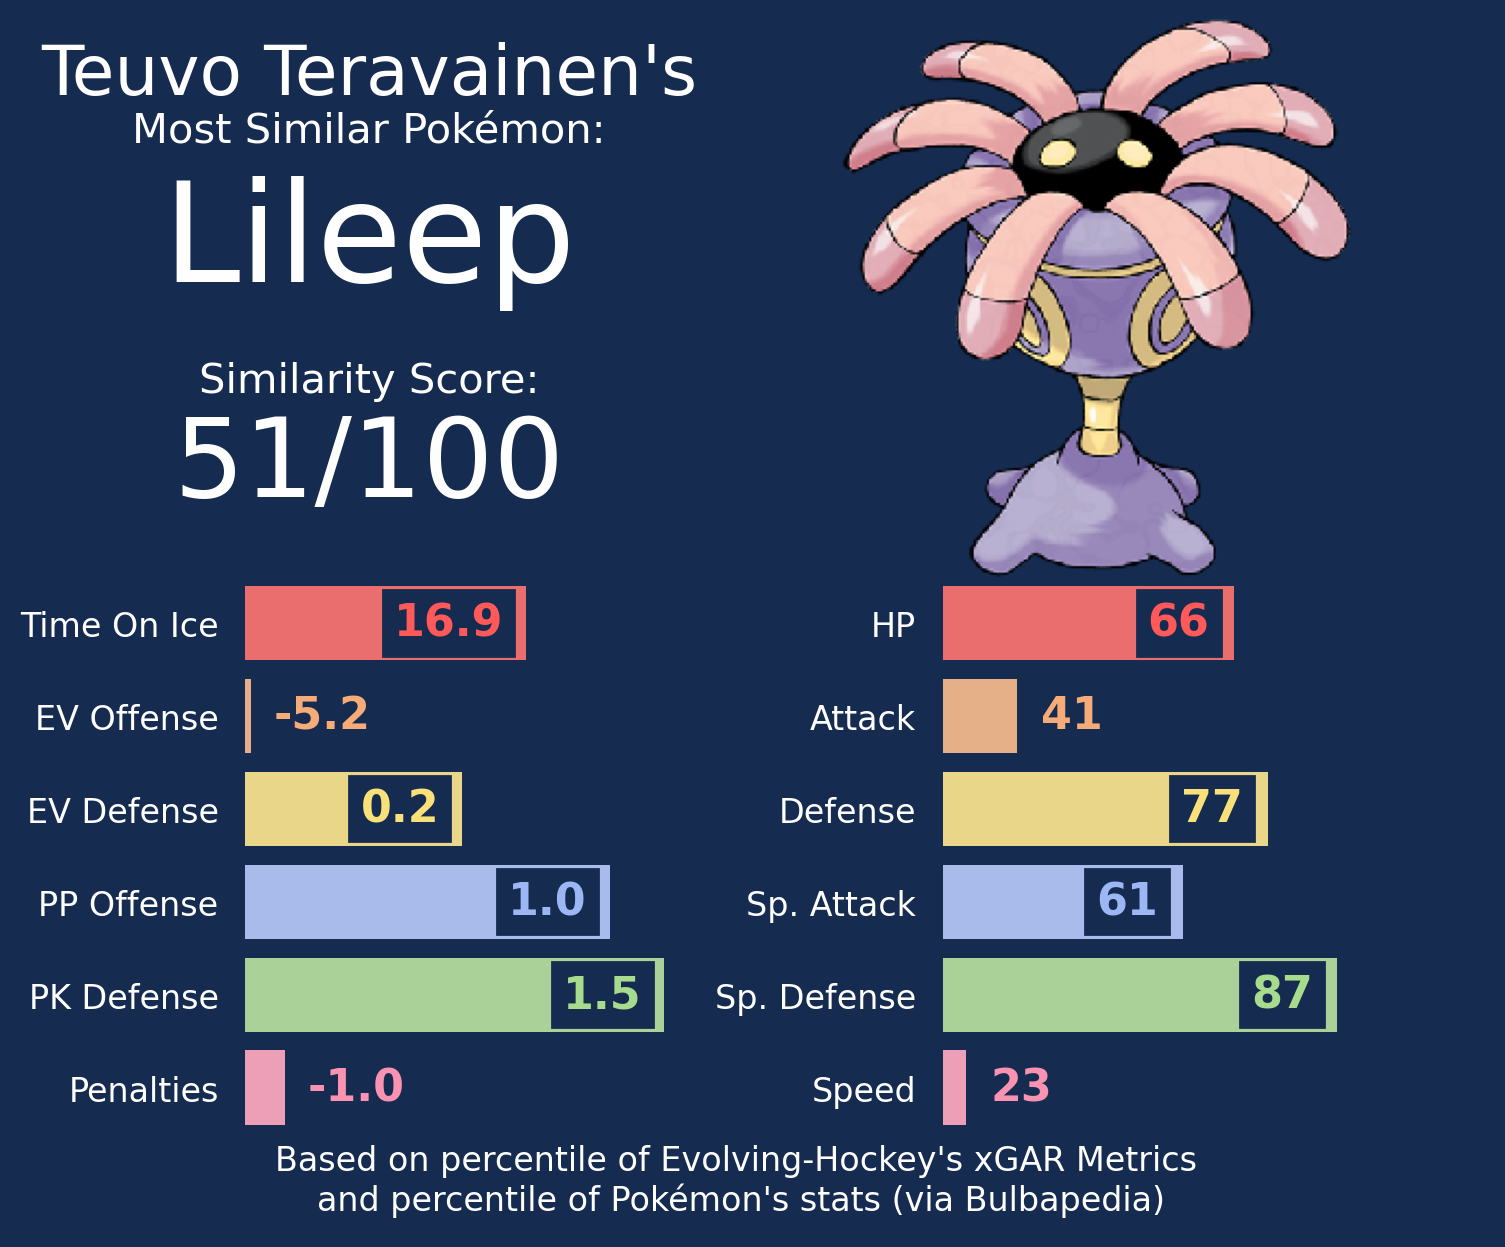 Teuvo Teravainen's
Most Similar Pokémon:
Lileep
Similarity Score:
51/100
Time On Ice 16.9
EV Offense -5.2
EV Defense 0.2
PP Offense 1.0
PK Defense 1.5
Penalties -1.0
HP 66
Attack 41
Defense 77
Sp. Attack 61
Sp. Defense 87
Speed 23
Based on percentile of Evolving-Hockey's xGAR Metrics
and percentile of Pokémon's stats (via Bulbapedia)